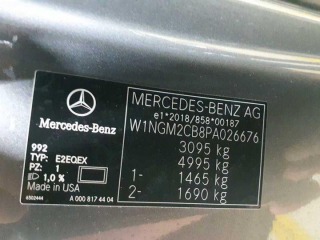 MERCEDES-BENZ AG
e1*2018/858*00187
W1NGM2CB8PA026676
3095 kg
4995 kg
1- 1465 kg
2- 1690 kg
Mercedes-Benz
992
TYP: E2EQEX
PZ: 1
1,0 %
Made in USA
A 000 817 44 04